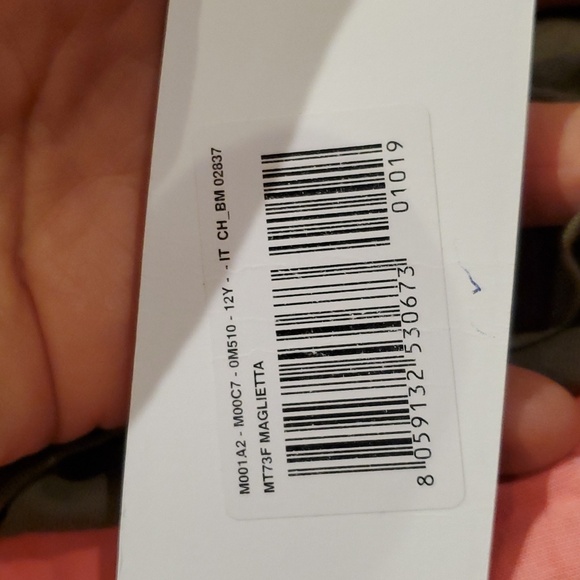 M001A2 - M00C7 - 0M510 - 12Y - - IT CH_BM 02837
MT73F MAGLIETTA
8 059132 530673
01019